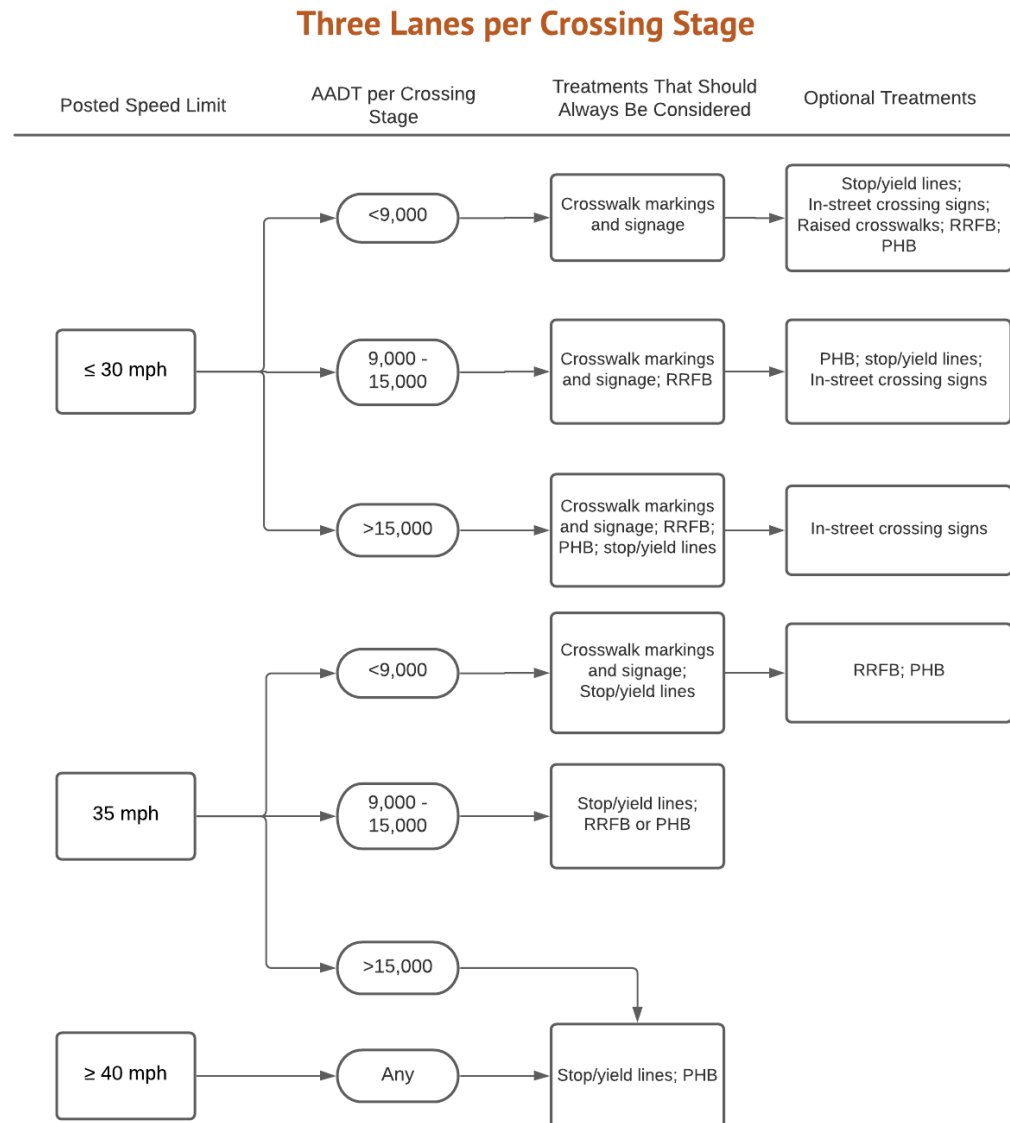 Three Lanes per Crossing Stage
Posted Speed Limit
AADT per Crossing
Stage
Treatments That Should
Always Be Considered
Optional Treatments
≤ 30 mph
<9,000
Crosswalk markings
and signage
Stop/yield lines;
In-street crossing signs;
Raised crosswalks; RRFB;
PHB
9,000 -
15,000
Crosswalk markings
and signage; RRFB
PHB; stop/yield lines;
In-street crossing signs
>15,000
Crosswalk markings
and signage; RRFB;
PHB; stop/yield lines
In-street crossing signs
35 mph
<9,000
Crosswalk markings
and signage;
Stop/yield lines
RRFB; PHB
9,000 -
15,000
Stop/yield lines;
RRFB or PHB
>15,000
≥ 40 mph
Any
Stop/yield lines; PHB